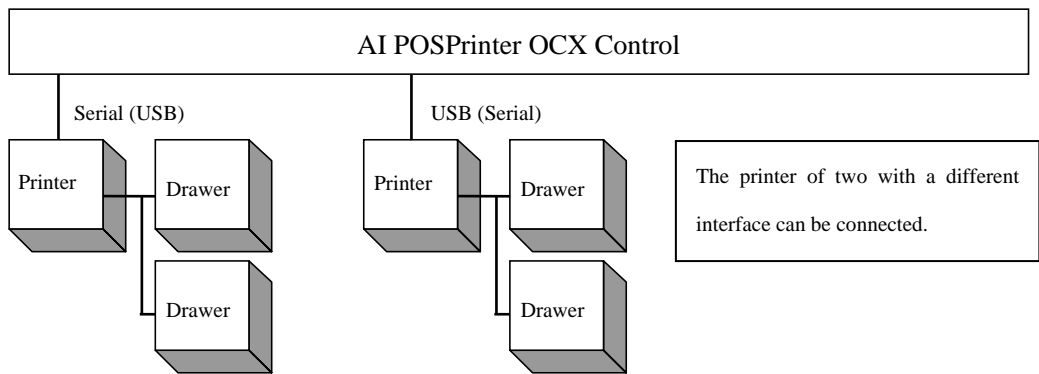 AI POSPrinter OCX Control
Serial (USB)
USB (Serial)
Printer
Drawer
Printer
Drawer
The printer of two with a different
interface can be connected.
Drawer
Drawer